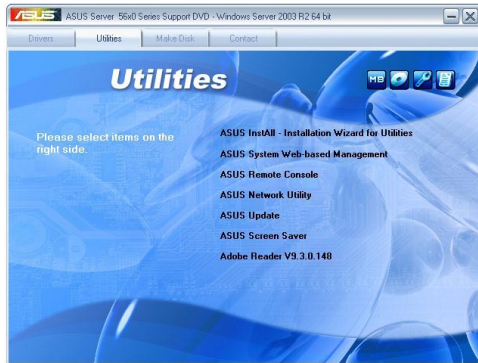 ASUS
ASUS Server 56x0 Series Support DVD - Windows Server 2003 R2 64 bit
Drivers
Utilities
Make Disk
Contact
Utilities
MB
Please select items on the
right side.
ASUS InstAll - Installation Wizard for Utilities
ASUS System Web-based Management
ASUS Remote Console
ASUS Network Utility
ASUS Update
ASUS Screen Saver
Adobe Reader V9.3.0.148